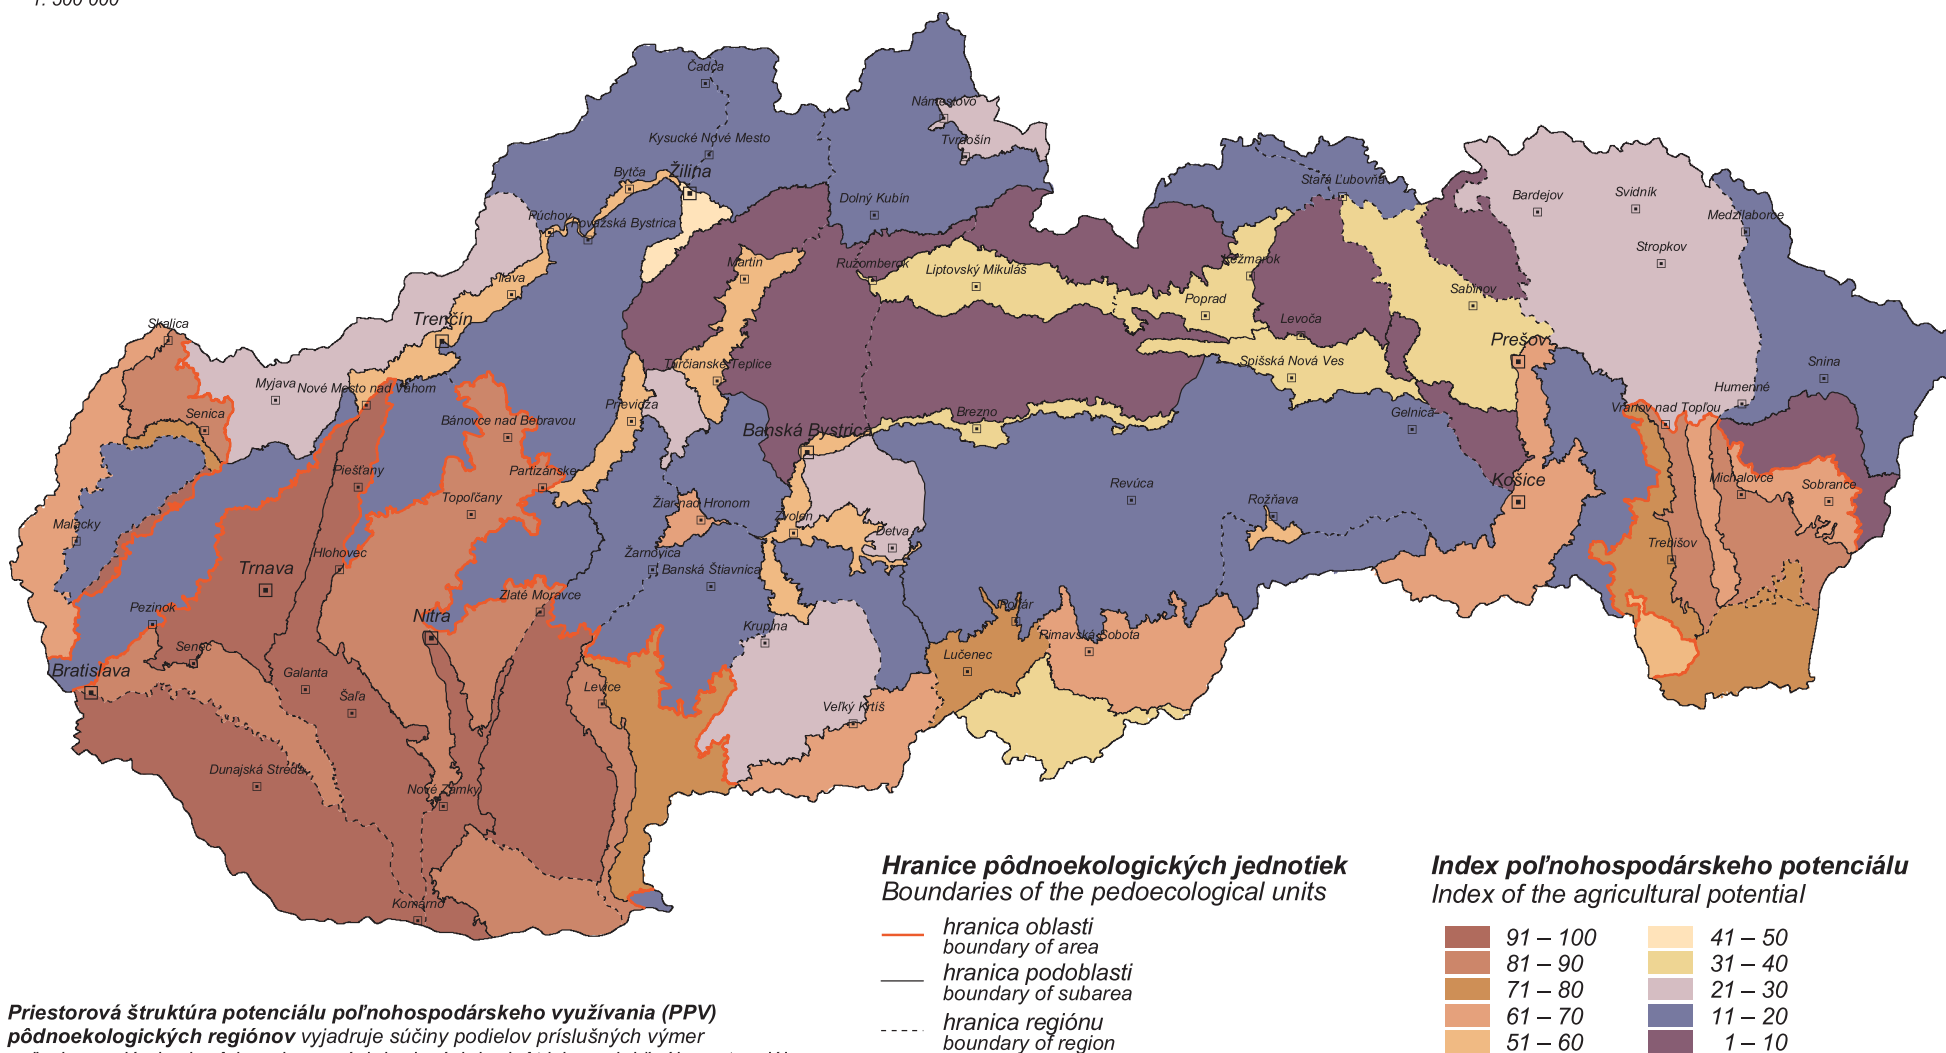 1: 500 000
Čadca
Námestovo
Tvrdošín
Kysucké Nové Mesto
Žilina
Bytča
Dolný Kubín
Stará Ľubovňa
Bardejov
Svidník
Medzilaborce
Púchov
Považská Bystrica
Stropkov
Martin
Ružomberok
Liptovský Mikuláš
Kežmarok
Ilava
Poprad
Sabinov
Trenčín
Levoča
Skalica
Prešov
Turčianske Teplice
Spišská Nová Ves
Snina
Myjava
Nové Mesto nad Váhom
Humenné
Senica
Bánovce nad Bebravou
Prievidza
Brezno
Gelnica
Vranov nad Topľou
Banská Bystrica
Piešťany
Partizánske
Revúca
Košice
Michalovce
Sobrance
Topoľčany
Žiar nad Hronom
Rožňava
Malacky
Zvolen
Detva
Hlohovec
Žarnovica
Trebišov
Trnava
Banská Štiavnica
Pezinok
Zlaté Moravce
Poltár
Nitra
Krupina
Rimavská Sobota
Senec
Lučenec
Bratislava
Galanta
Šaľa
Levice
Veľký Krtíš
Dunajská Streda
Nové Zámky
Komárno
Hranice pôdnoekologických jednotiek
Boundaries of the pedoecological units
hranica oblasti
boundary of area
hranica podoblasti
boundary of subarea
hranica regiónu
boundary of region
Index poľnohospodárskeho potenciálu
Index of the agricultural potential
91 – 100
81 – 90
71 – 80
61 – 70
51 – 60
41 – 50
31 – 40
21 – 30
11 – 20
1 – 10
Priestorová štruktúra potenciálu poľnohospodárskeho využívania (PPV)
pôdnoekologických regiónov vyjadruje súčiny podielov príslušných výmer